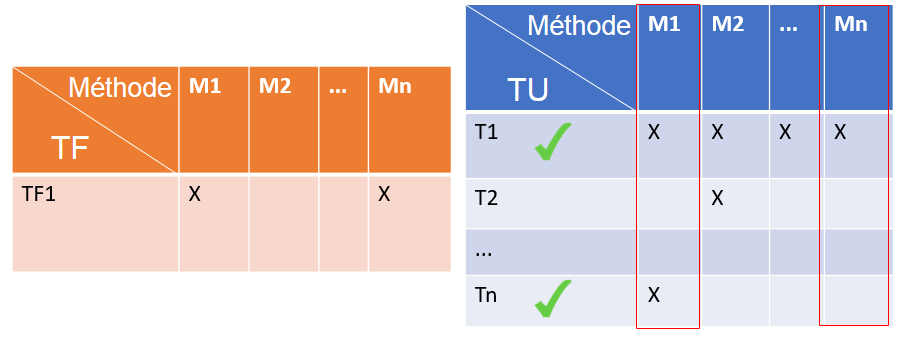 Méthode M1 M2 ... Mn
TF
TF1 X X
Méthode M1 M2 ... Mn
TU
T1 X X X X
T2 X
...
Tn X